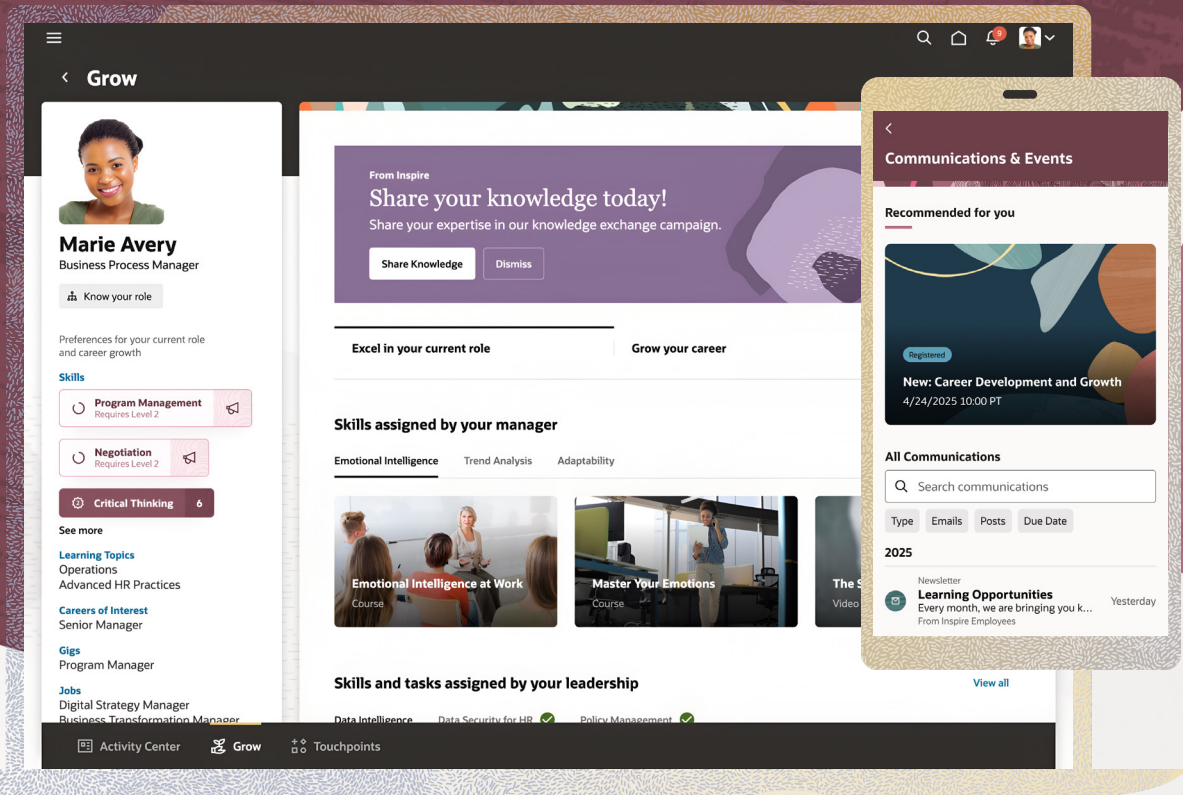 9
Grow
Marie Avery
Business Process Manager
Know your role
Preferences for your current role
and career growth
Skills
Program Management
Requires Level 2
Negotiation
Requires Level 2
Critical Thinking 6
See more
Learning Topics
Operations
Advanced HR Practices
Careers of Interest
Senior Manager
Gigs
Program Manager
Jobs
Digital Strategy Manager
Business Transformation Manager
From Inspire
Share your knowledge today!
Share your expertise in our knowledge exchange campaign.
Share Knowledge Dismiss
Excel in your current role Grow your career
Skills assigned by your manager
Emotional Intelligence Trend Analysis Adaptability
Emotional Intelligence at Work
Course
Master Your Emotions
Course
The S
Video
Skills and tasks assigned by your leadership View all
Data Intelligence Data Security for HR Policy Management
Activity Center Grow Touchpoints
Communications & Events
Recommended for you
Registered
New: Career Development and Growth
4/24/2025 10:00 PT
All Communications
Search communications
Type Emails Posts Due Date
2025
Newsletter
Learning Opportunities
Every month, we are bringing you k...
From Inspire Employees
Yesterday